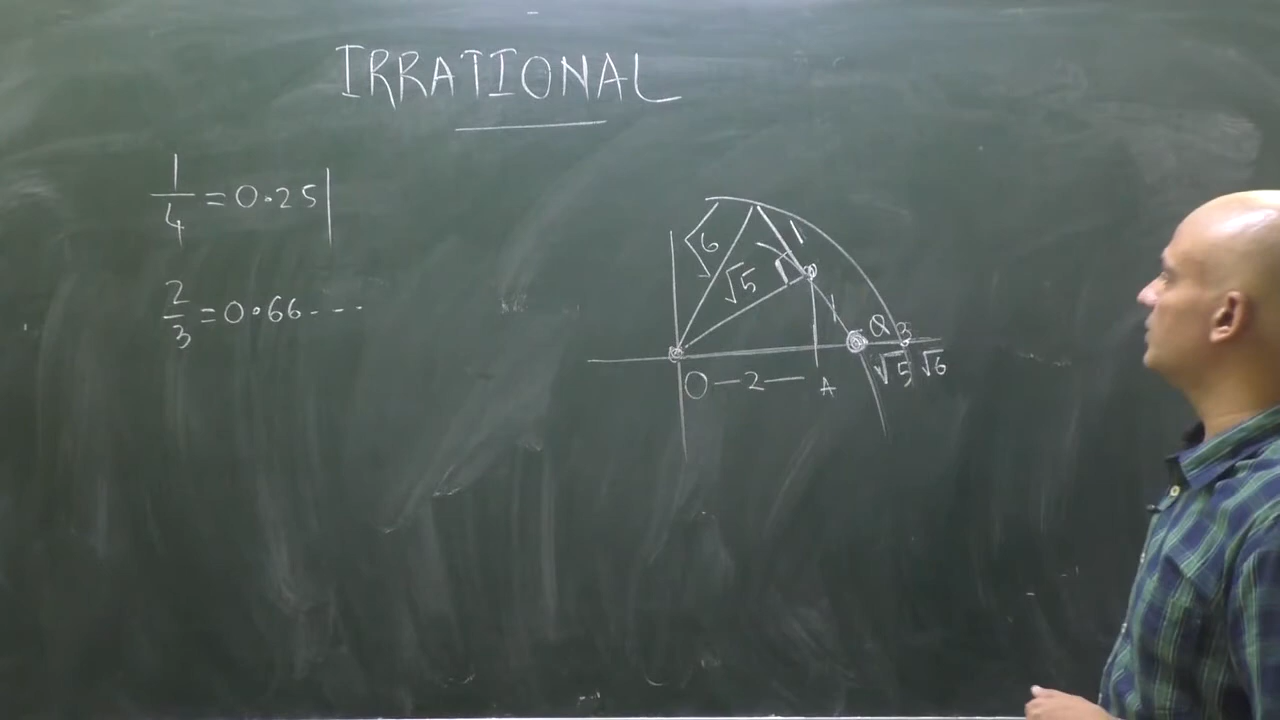 IRRATIONAL
1/4 = 0.25
2/3 = 0.66---
√6
1
√5
1
Q 3
O —2— A √5 √6